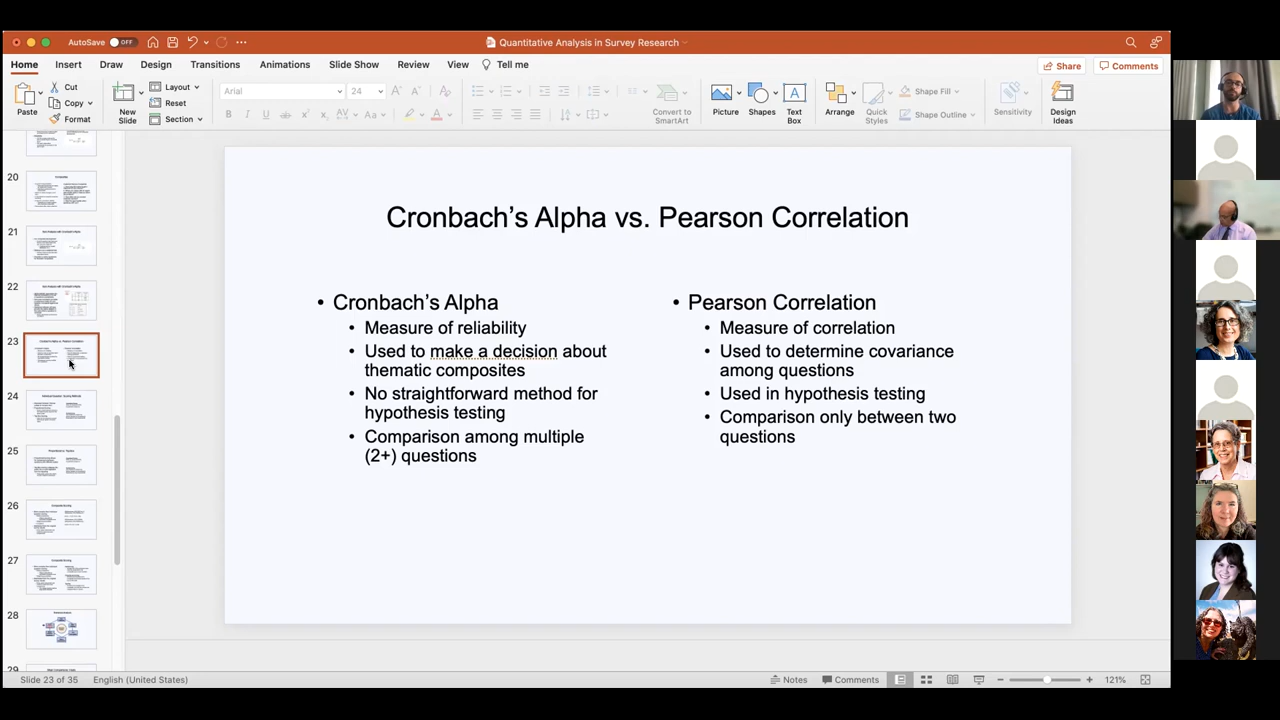 AutoSave OFF
Quantitative Analysis in Survey Research
Home Insert Draw Design Transitions Animations Slide Show Review View Tell me
Share Comments
Paste
Cut
Copy
Format
New Slide
Layout
Reset
Section
Arial 24
Convert to SmartArt
Picture
Shapes
Text Box
Arrange
Quick Styles
Shape Fill
Shape Outline
Sensitivity
Design Ideas
20
21
22
23
24
25
26
27
28
29
Cronbach's Alpha vs. Pearson Correlation
• Cronbach's Alpha
• Measure of reliability
• Used to make a decision about
thematic composites
• No straightforward method for
hypothesis testing
• Comparison among multiple
(2+) questions
• Pearson Correlation
• Measure of correlation
• Used to determine covariance
among questions
• Used in hypothesis testing
• Comparison only between two
questions
Slide 23 of 35 English (United States)
Notes Comments 121%